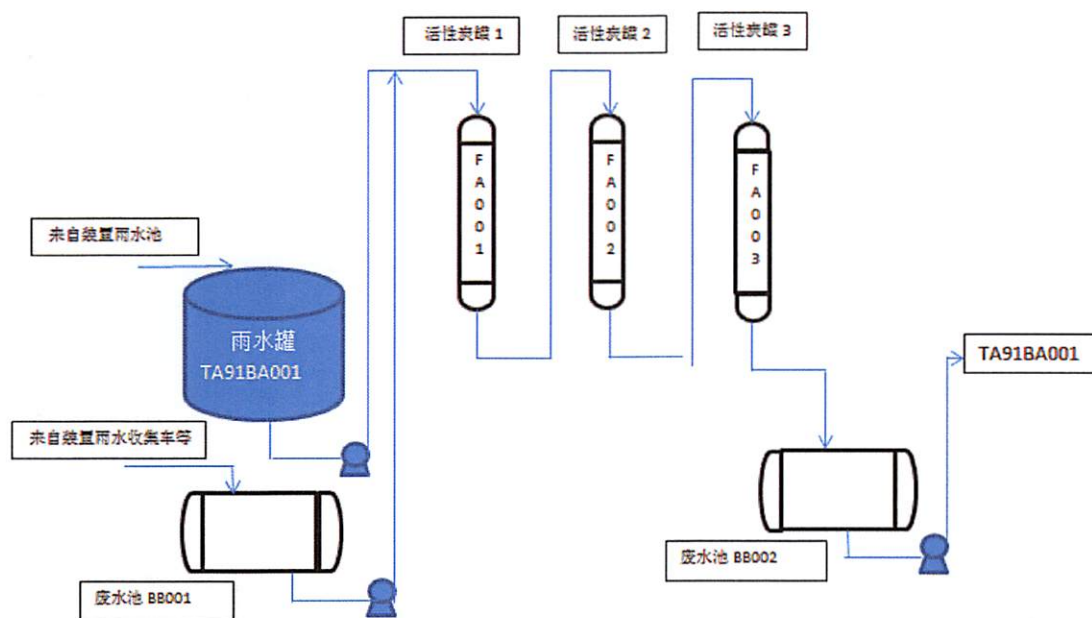 活性炭罐 1
活性炭罐 2
活性炭罐 3
FA001
FA002
FA003
来自装置雨水池
雨水罐
TA91BA001
TA91BA001
来自装置雨水收集车等
废水池 BB002
废水池 BB001